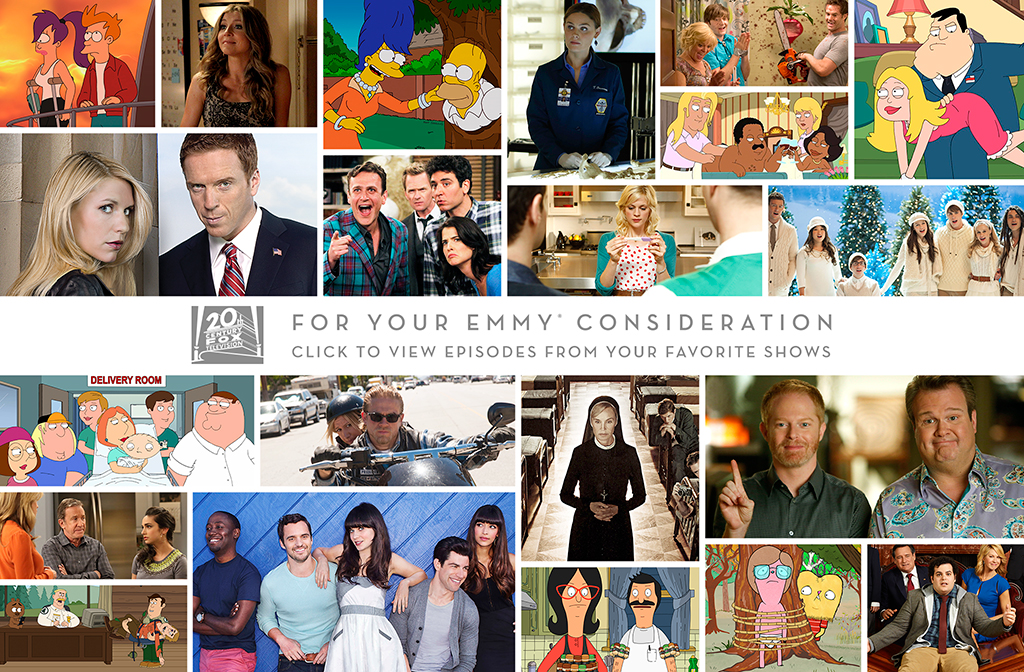 20th
CENTURY
FOX
TELEVISION
FOR YOUR EMMY® CONSIDERATION
CLICK TO VIEW EPISODES FROM YOUR FAVORITE SHOWS
DELIVERY ROOM